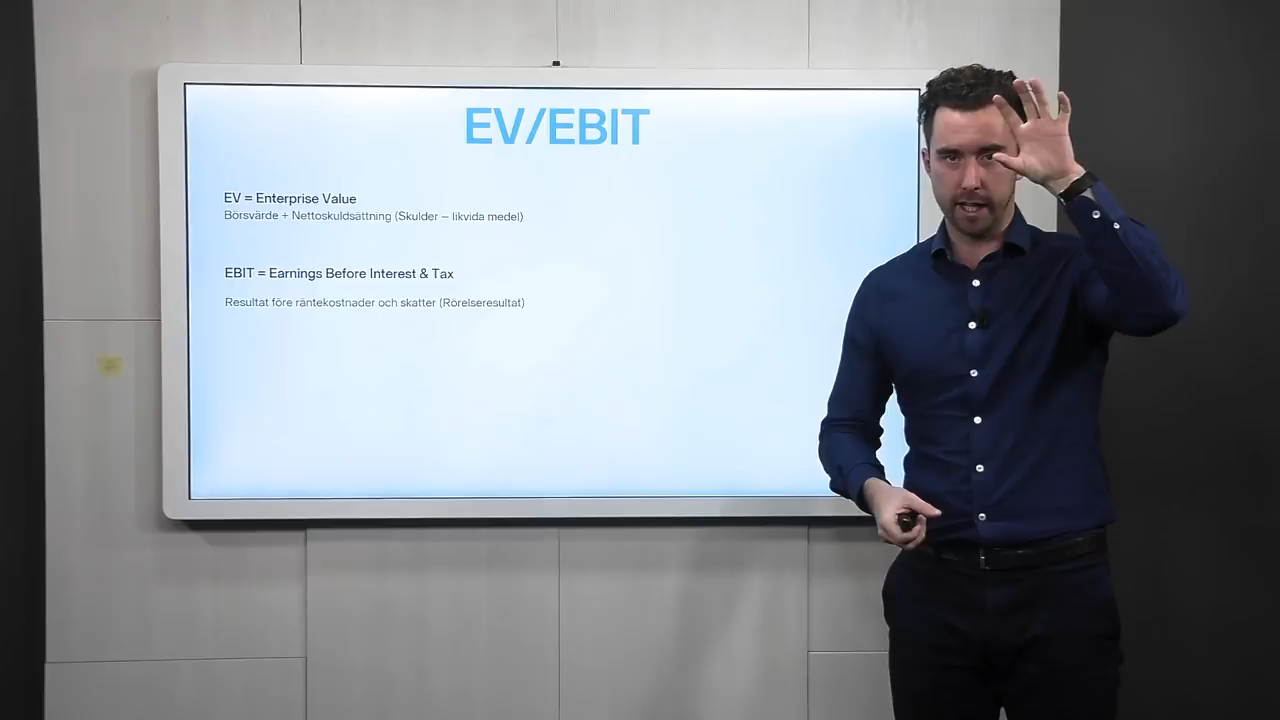 EV/EBIT
EV = Enterprise Value
Börsvärde + Nettoskuldsättning (Skulder – likvida medel)
EBIT = Earnings Before Interest & Tax
Resultat före räntekostnader och skatter (Rörelseresultat)